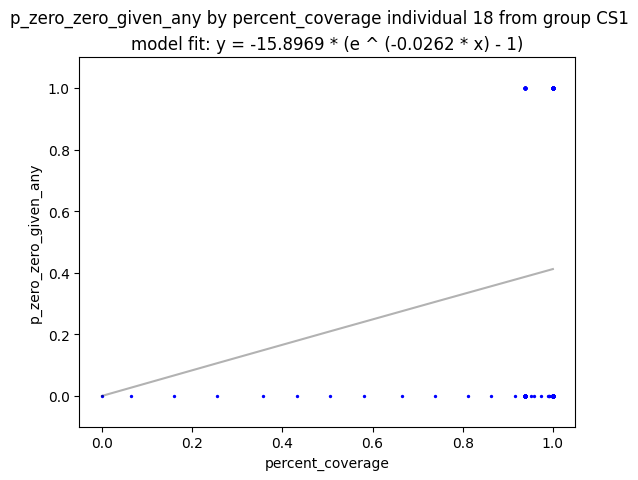 p_zero_zero_given_any by percent_coverage individual 18 from group CS1
model fit: y = -15.8969 * (e ^ (-0.0262 * x) - 1)
1.0
0.8
0.6
0.4
0.2
0.0
p_zero_zero_given_any
0.0 0.2 0.4 0.6 0.8 1.0
percent_coverage